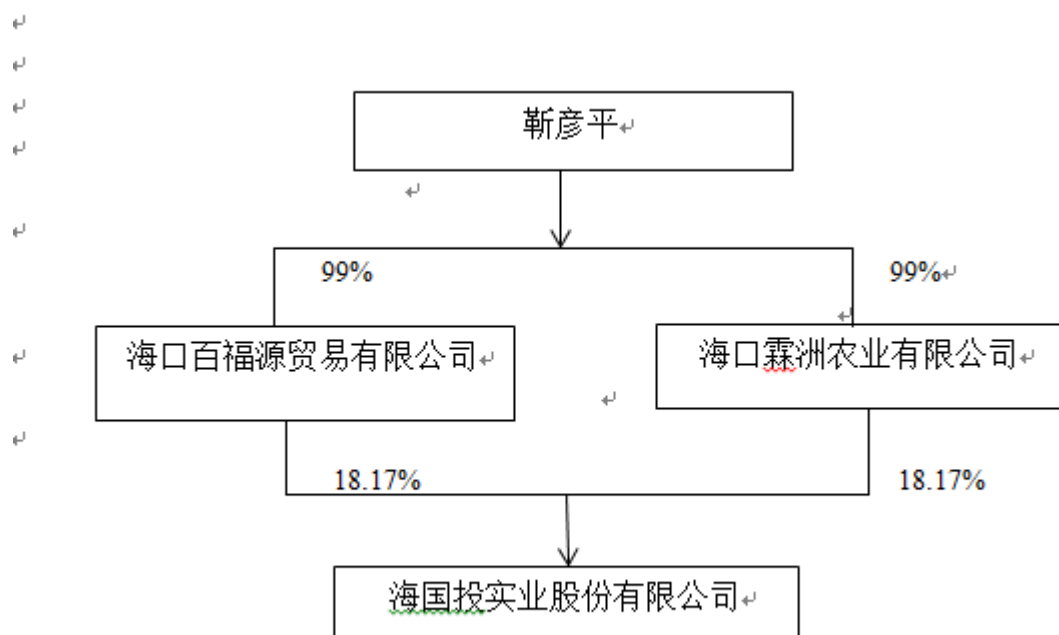 靳彦平
99%
99%
海口百福源贸易有限公司
海口霖洲农业有限公司
18.17%
18.17%
海国投实业股份有限公司